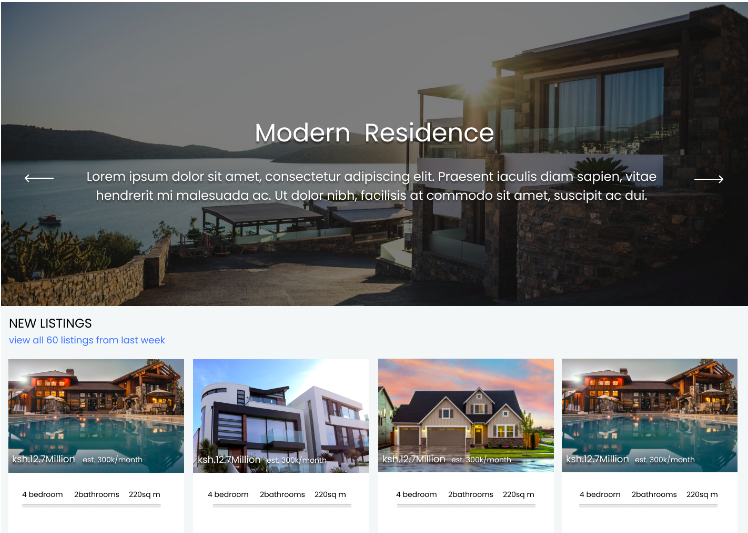 Modern Residence
Lorem ipsum dolor sit amet, consectetur adipiscing elit. Praesent iaculis diam sapien, vitae
hendrerit mi malesuada ac. Ut dolor nibh, facilisis at commodo sit amet, suscipit ac dui.
NEW LISTINGS
view all 60 listings from last week
ksh.12.7Million est. 300k/month
4 bedroom 2bathrooms 220sq m
ksh.12.7Million est. 300k/month
4 bedroom 2bathrooms 220sq m
ksh.12.7Million est. 300k/month
4 bedroom 2bathrooms 220sq m
ksh.12.7Million est. 300k/month
4 bedroom 2bathrooms 220sq m